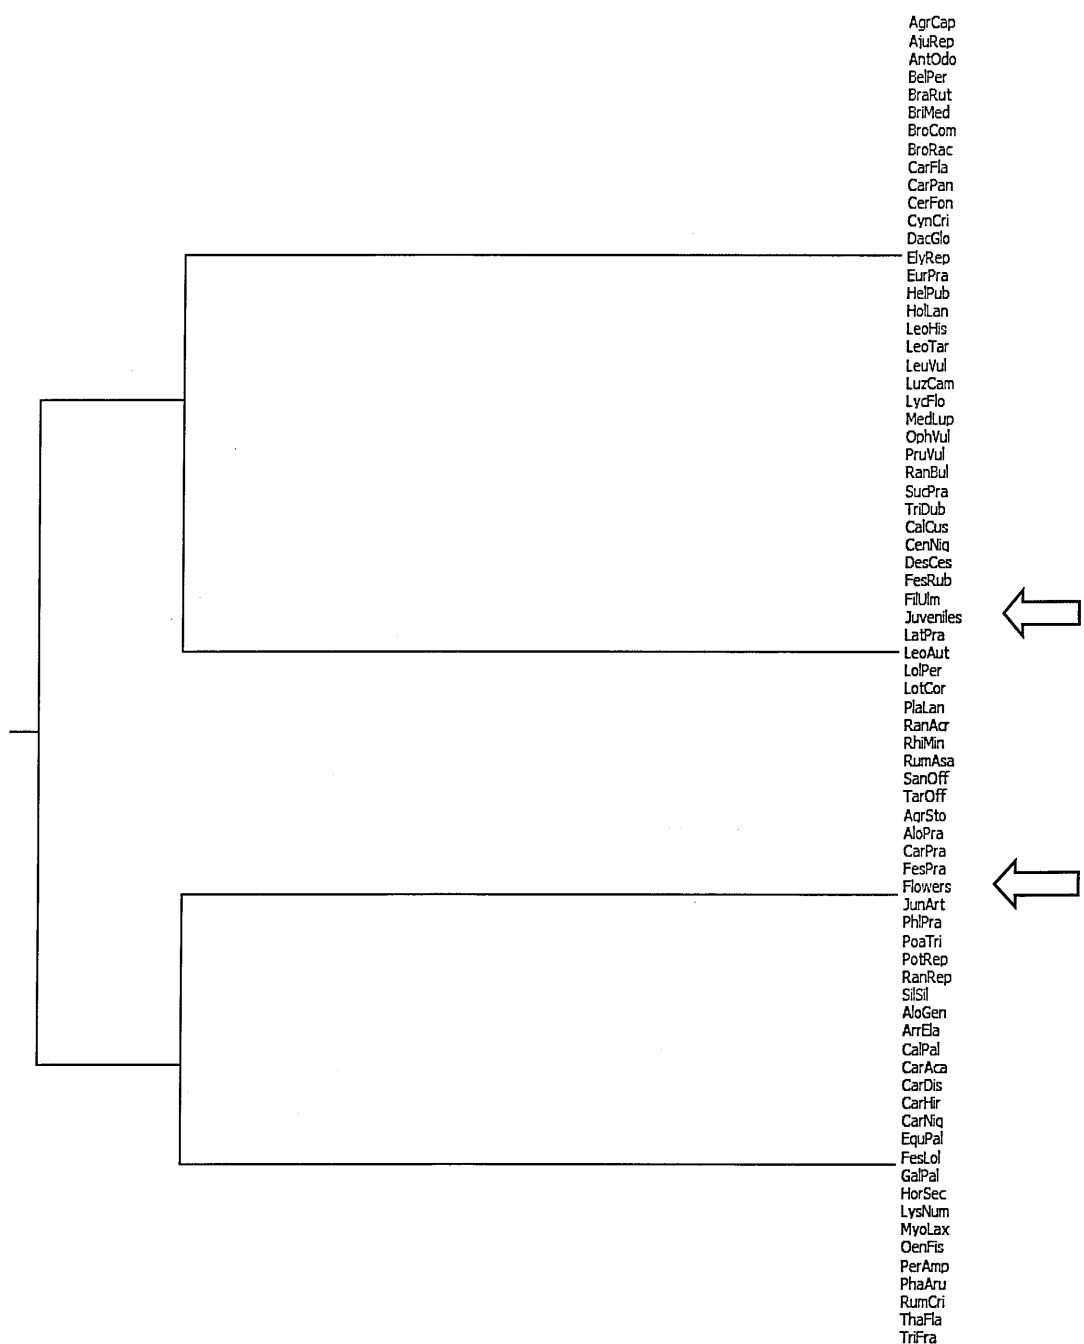 AgrCap
AjuRep
AntOdo
BelPer
BraRut
BriMed
BroCom
BroRac
CarFla
CarPan
CerFon
CynCri
DacGlo
ElyRep
EurPra
HelPub
HolLan
LeoHis
LeoTar
LeuVul
LuzCam
LycFlo
MedLup
OphVul
PruVul
RanBul
SucPra
TriDub
CalCus
CenNig
DesCes
FesRub
FilUlm
Juveniles
LatPra
LeoAut
LolPer
LotCor
PlaLan
RanAcr
RhiMin
RumAsa
SanOff
TarOff
AgrSto
AloPra
CarPra
FesPra
Flowers
JunArt
PhlPra
PoaTri
PotRep
RanRep
SilSil
AloGen
ArrEla
CalPal
CarAca
CarDis
CarHir
CarNig
EquPal
FesLol
GalPal
HorSec
LysNum
MyoLax
OenFis
PerAmp
PhaAru
RumCri
ThaFla
TriFra